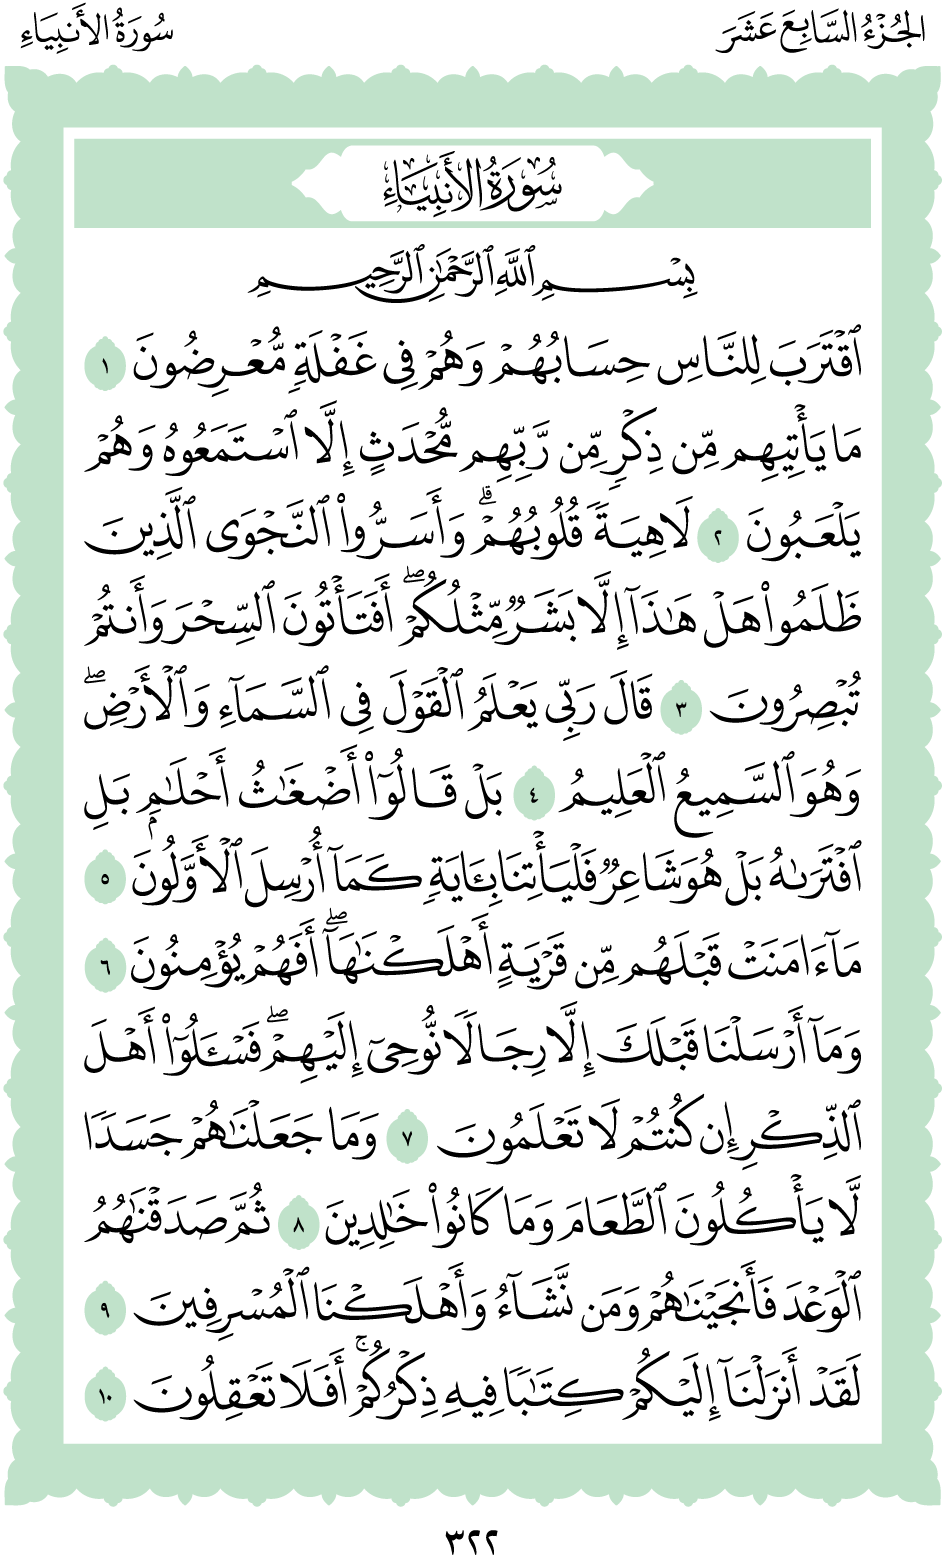 الجُزْءُ السَّابِعَ عَشَرَ
سُورَةُ الأَنبِيَاءِ
سُورَةُ الأَنبِيَاءِ
بِسْمِ ٱللَّهِ ٱلرَّحْمَٰنِ ٱلرَّحِيمِ
ٱقْتَرَبَ لِلنَّاسِ حِسَابُهُمْ وَهُمْ فِي غَفْلَةٍ مُّعْرِضُونَ ١
مَا يَأْتِيهِم مِّن ذِكْرٍ مِّن رَّبِّهِم مُّحْدَثٍ إِلَّا ٱسْتَمَعُوهُ وَهُمْ
يَلْعَبُونَ ٢ لَاهِيَةً قُلُوبُهُمْۗ وَأَسَرُّوا۟ ٱلنَّجْوَى ٱلَّذِينَ
ظَلَمُوا۟ هَلْ هَٰذَآ إِلَّا بَشَرٌ مِّثْلُكُمْۖ أَفَتَأْتُونَ ٱلسِّحْرَ وَأَنتُمْ
تُبْصِرُونَ ٣ قَالَ رَبِّي يَعْلَمُ ٱلْقَوْلَ فِي ٱلسَّمَآءِ وَٱلْأَرْضِۖ
وَهُوَ ٱلسَّمِيعُ ٱلْعَلِيمُ ٤ بَلْ قَالُوٓا۟ أَضْغَٰثُ أَحْلَٰمٍۭ بَلِ
ٱفْتَرَىٰهُ بَلْ هُوَ شَاعِرٌ فَلْيَأْتِنَا بِـَٔايَةٍ كَمَآ أُرْسِلَ ٱلْأَوَّلُونَ ٥
مَآ ءَامَنَتْ قَبْلَهُم مِّن قَرْيَةٍ أَهْلَكْنَٰهَآۖ أَفَهُمْ يُؤْمِنُونَ ٦
وَمَآ أَرْسَلْنَا قَبْلَكَ إِلَّا رِجَالًا نُّوحِيٓ إِلَيْهِمْۖ فَسْـَٔلُوٓا۟ أَهْلَ
ٱلذِّكْرِ إِن كُنتُمْ لَا تَعْلَمُونَ ٧ وَمَا جَعَلْنَٰهُمْ جَسَدًا
لَّا يَأْكُلُونَ ٱلطَّعَامَ وَمَا كَانُوا۟ خَٰلِدِينَ ٨ ثُمَّ صَدَقْنَٰهُمُ
ٱلْوَعْدَ فَأَنجَيْنَٰهُمْ وَمَن نَّشَآءُ وَأَهْلَكْنَا ٱلْمُسْرِفِينَ ٩
لَقَدْ أَنزَلْنَآ إِلَيْكُمْ كِتَٰبًا فِيهِ ذِكْرُكُمْۚ أَفَلَا تَعْقِلُونَ ١٠
٣٢٢